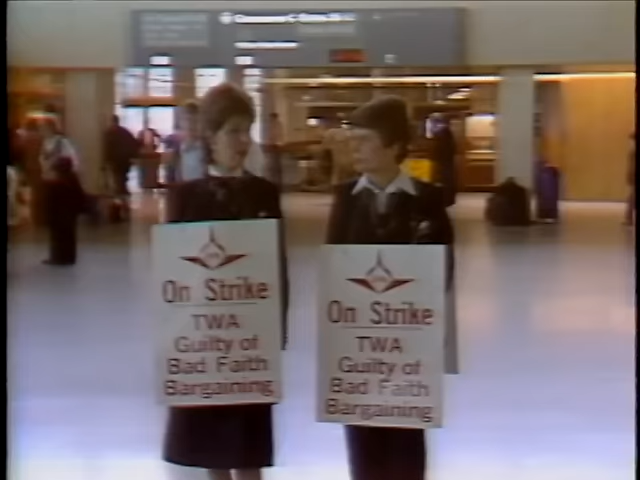 On Strike
TWA
Guilty of
Bad Faith
Bargaining
On Strike
TWA
Guilty of
Bad Faith
Bargaining